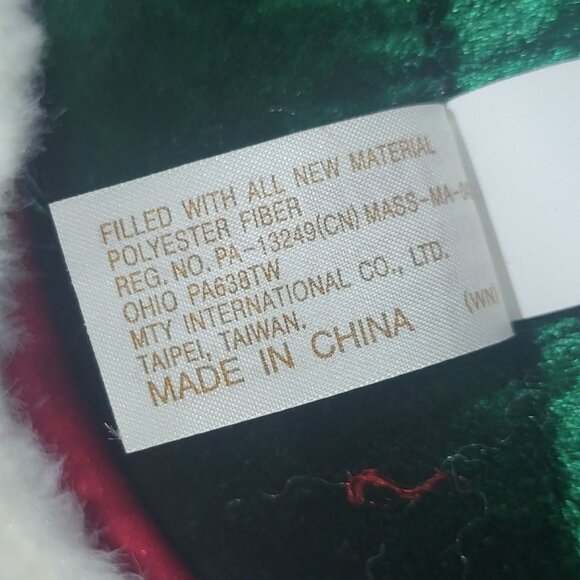 FILLED WITH ALL NEW MATERIAL
POLYESTER FIBER
REG. NO. PA-13249(CN) MASS-MA-
OHIO PA638TW
MTY INTERNATIONAL CO., LTD.
TAIPEI, TAIWAN.
MADE IN CHINA
(WN